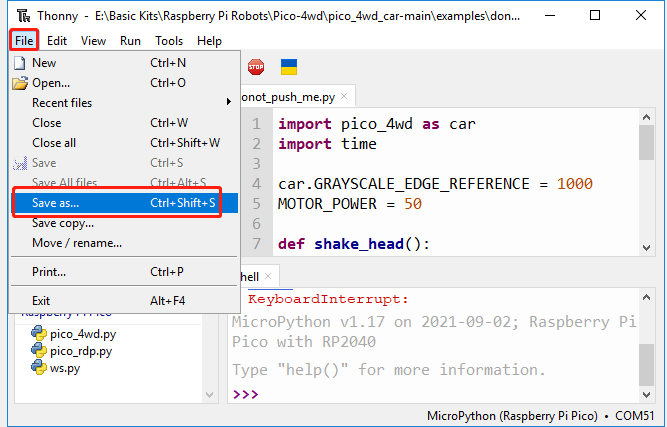 Thonny - E:\Basic Kits\Raspberry Pi Robots\Pico-4wd\pico_4wd_car-main\examples\don...
File Edit View Run Tools Help
New Ctrl+N
Open... Ctrl+O
Recent files
Close Ctrl+W
Close all Ctrl+Shift+W
Save Ctrl+S
Save All files Ctrl+Alt+S
Save as... Ctrl+Shift+S
Save copy...
Move / rename...
Print... Ctrl+P
Exit Alt+F4
STOP
onot_push_me.py
1 import pico_4wd as car
2 import time
3
4 car.GRAYSCALE_EDGE_REFERENCE = 1000
5 MOTOR_POWER = 50
6
7 def shake_head():
hell
KeyboardInterrupt:
MicroPython v1.17 on 2021-09-02; Raspberry Pi
Pico with RP2040
Type "help()" for more information.
>>>
Raspberry Pi Pico
pico_4wd.py
pico_rdp.py
ws.py
MicroPython (Raspberry Pi Pico) • COM51